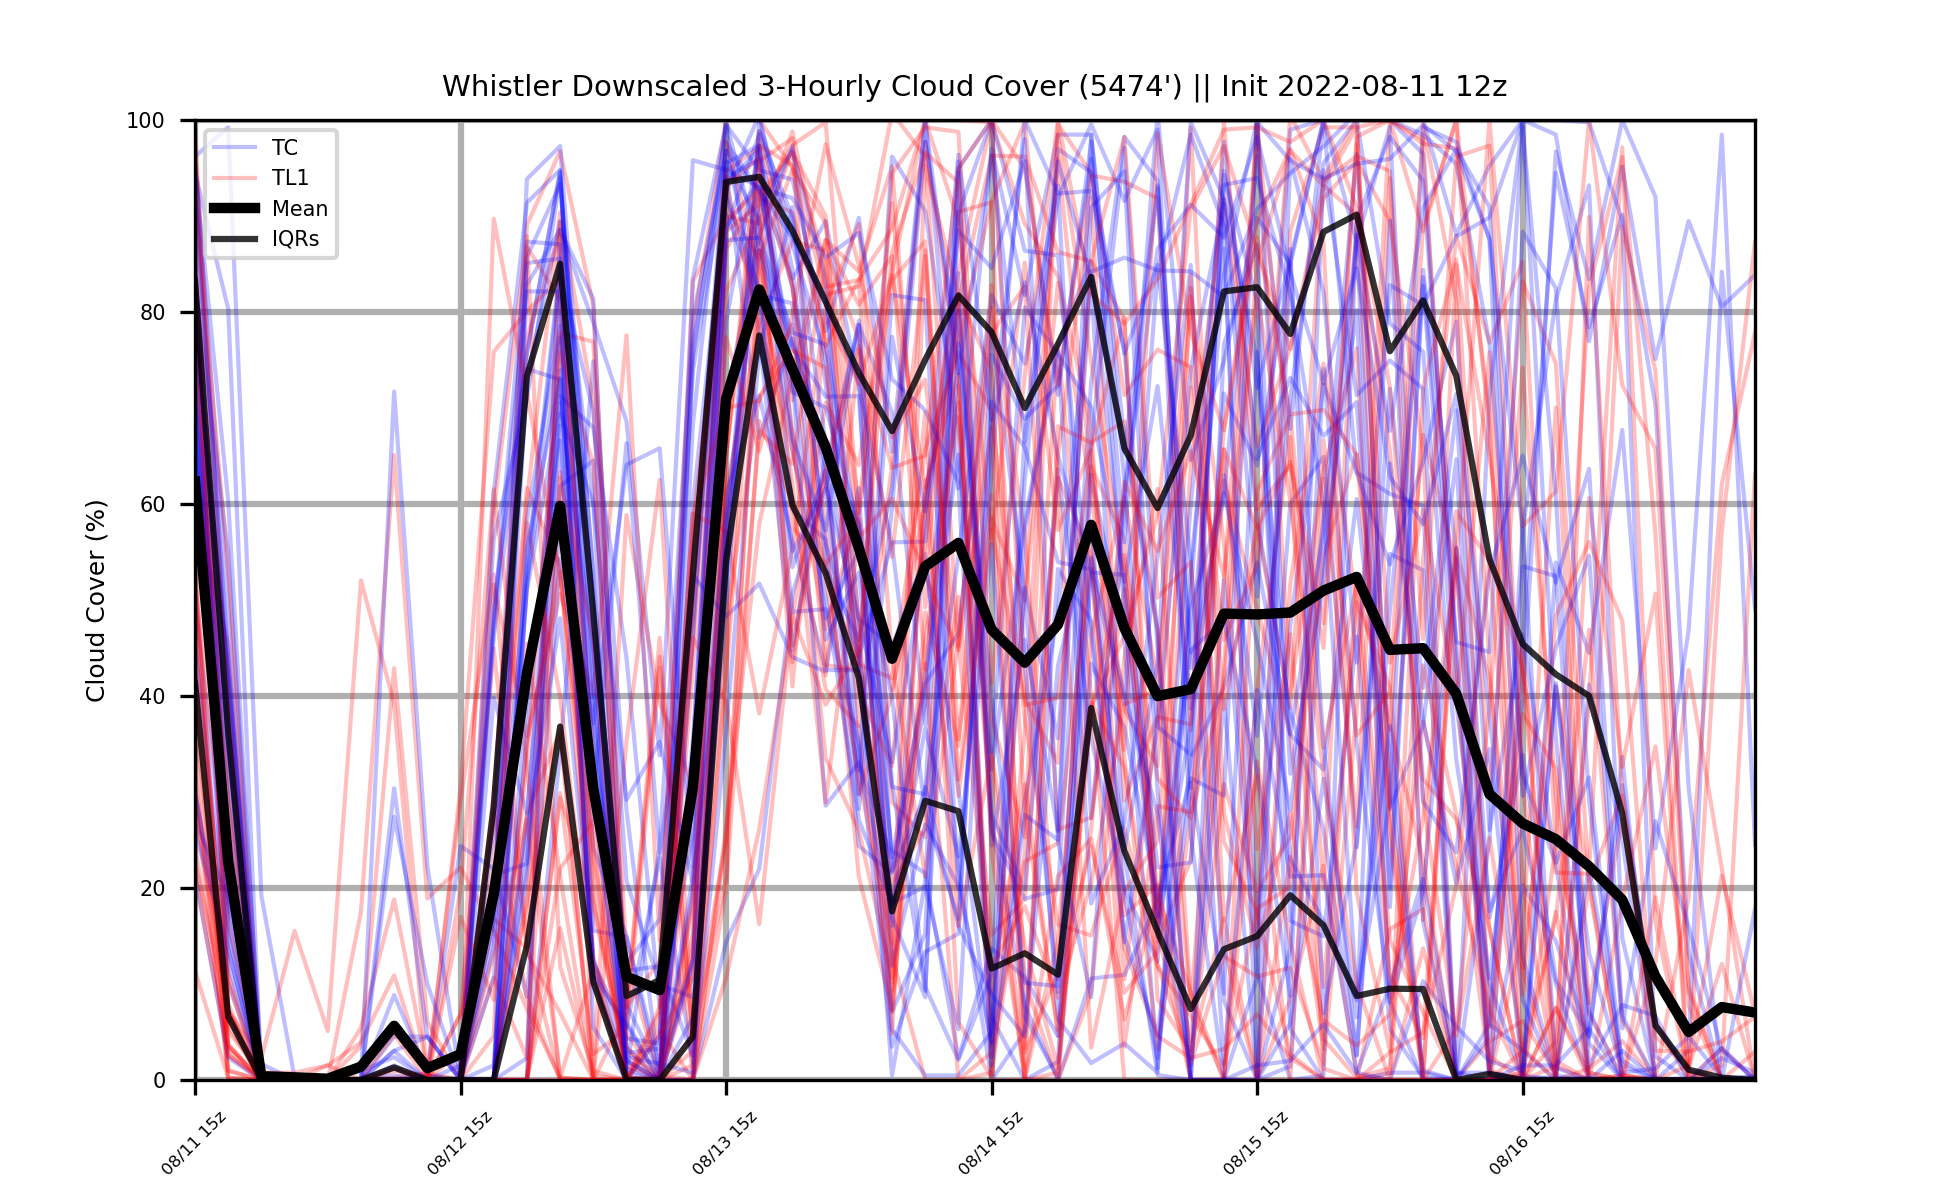 Whistler Downscaled 3-Hourly Cloud Cover (5474') || Init 2022-08-11 12z
TC
TL1
Mean
IQRs
Cloud Cover (%)
100
80
60
40
20
0
08/11 15z
08/12 15z
08/13 15z
08/14 15z
08/15 15z
08/16 15z